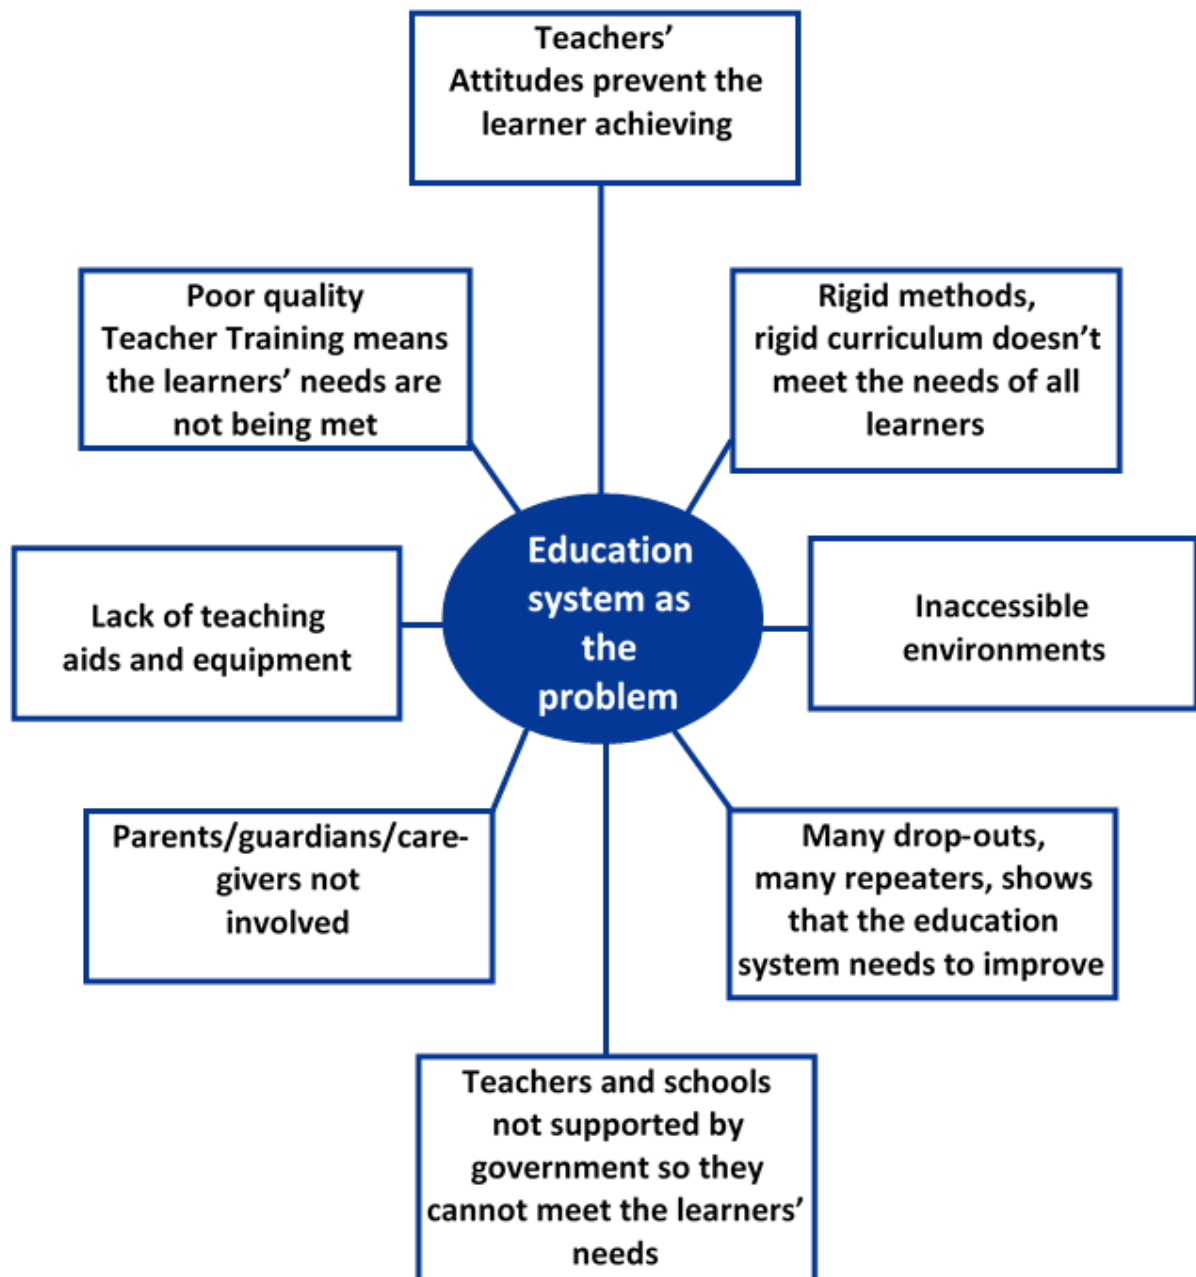 Teachers’
Attitudes prevent the
learner achieving
Poor quality
Teacher Training means
the learners’ needs are
not being met
Rigid methods,
rigid curriculum doesn’t
meet the needs of all
learners
Education
system as
the
problem
Lack of teaching
aids and equipment
Inaccessible
environments
Parents/guardians/care-
givers not
involved
Many drop-outs,
many repeaters, shows
that the education
system needs to improve
Teachers and schools
not supported by
government so they
cannot meet the learners’
needs